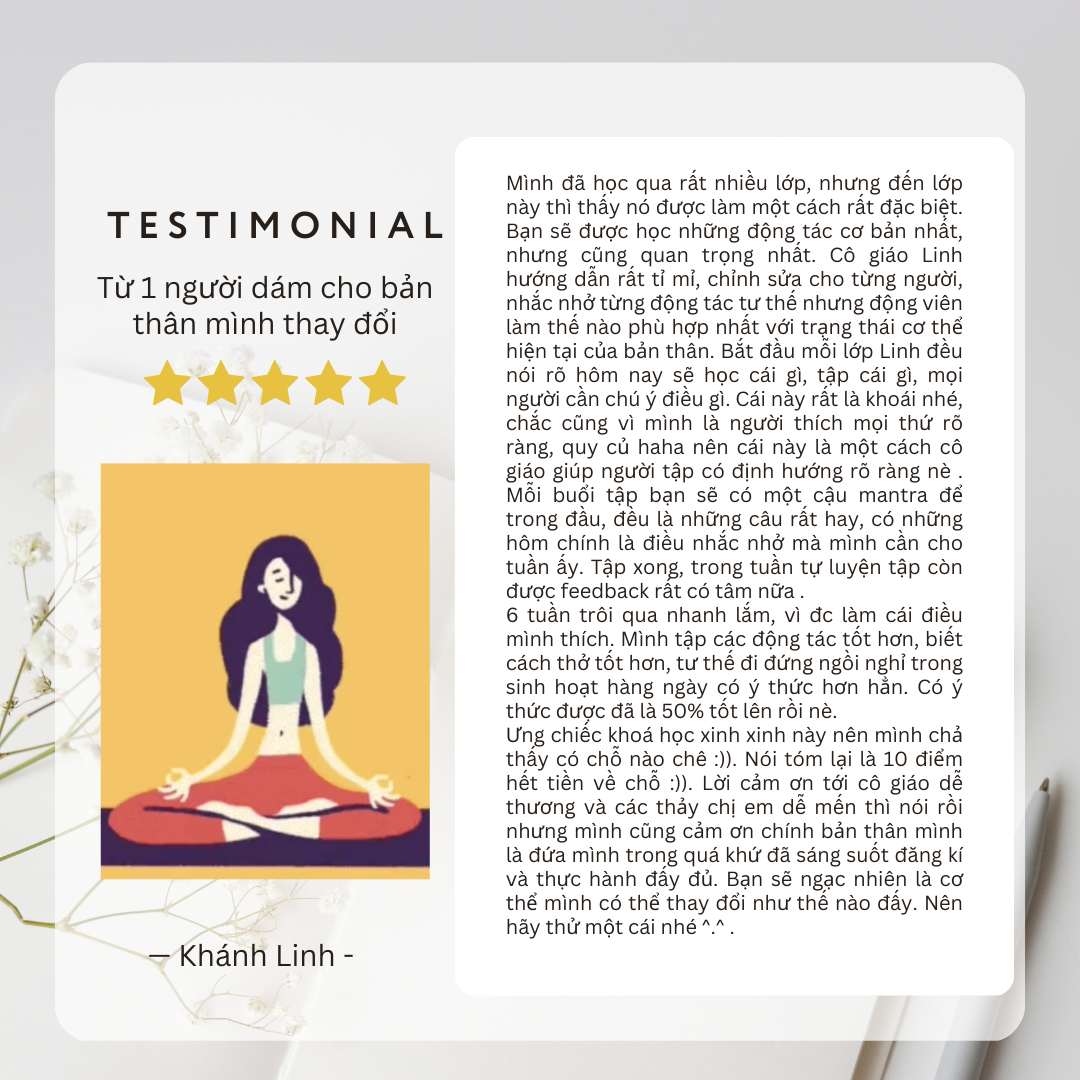 TESTIMONIAL
Từ 1 người dám cho bản
thân mình thay đổi
Mình đã học qua rất nhiều lớp, nhưng đến lớp
này thì thấy nó được làm một cách rất đặc biệt.
Bạn sẽ được học những động tác cơ bản nhất,
nhưng cũng quan trọng nhất. Cô giáo Linh
hướng dẫn rất tỉ mỉ, chỉnh sửa cho từng người,
nhắc nhở từng động tác tư thế nhưng động viên
làm thế nào phù hợp nhất với trạng thái cơ thể
hiện tại của bản thân. Bắt đầu mỗi lớp Linh đều
nói rõ hôm nay sẽ học cái gì, tập cái gì, mọi
người cần chú ý điều gì. Cái này rất là khoái nhé,
chắc cũng vì mình là người thích mọi thứ rõ
ràng, quy củ haha nên cái này là một cách cô
giáo giúp người tập có định hướng rõ ràng nè .
Mỗi buổi tập bạn sẽ có một cậu mantra để
trong đầu, đều là những câu rất hay, có những
hôm chính là điều nhắc nhở mà mình cần cho
tuần ấy. Tập xong, trong tuần tự luyện tập còn
được feedback rất có tâm nữa .
6 tuần trôi qua nhanh lắm, vì đc làm cái điều
mình thích. Mình tập các động tác tốt hơn, biết
cách thở tốt hơn, tư thế đi đứng ngồi nghỉ trong
sinh hoạt hàng ngày có ý thức hơn hẳn. Có ý
thức được đã là 50% tốt lên rồi nè.
Ưng chiếc khoá học xinh xinh này nên mình chả
thấy có chỗ nào chê :)). Nói tóm lại là 10 điểm
hết tiền về chỗ :)). Lời cảm ơn tới cô giáo dễ
thương và các thảy chị em dễ mến thì nói rồi
nhưng mình cũng cảm ơn chính bản thân mình
là đứa mình trong quá khứ đã sáng suốt đăng kí
và thực hành đầy đủ. Bạn sẽ ngạc nhiên là cơ
thể mình có thể thay đổi như thế nào đấy. Nên
hãy thử một cái nhé ^.^ .
— Khánh Linh -